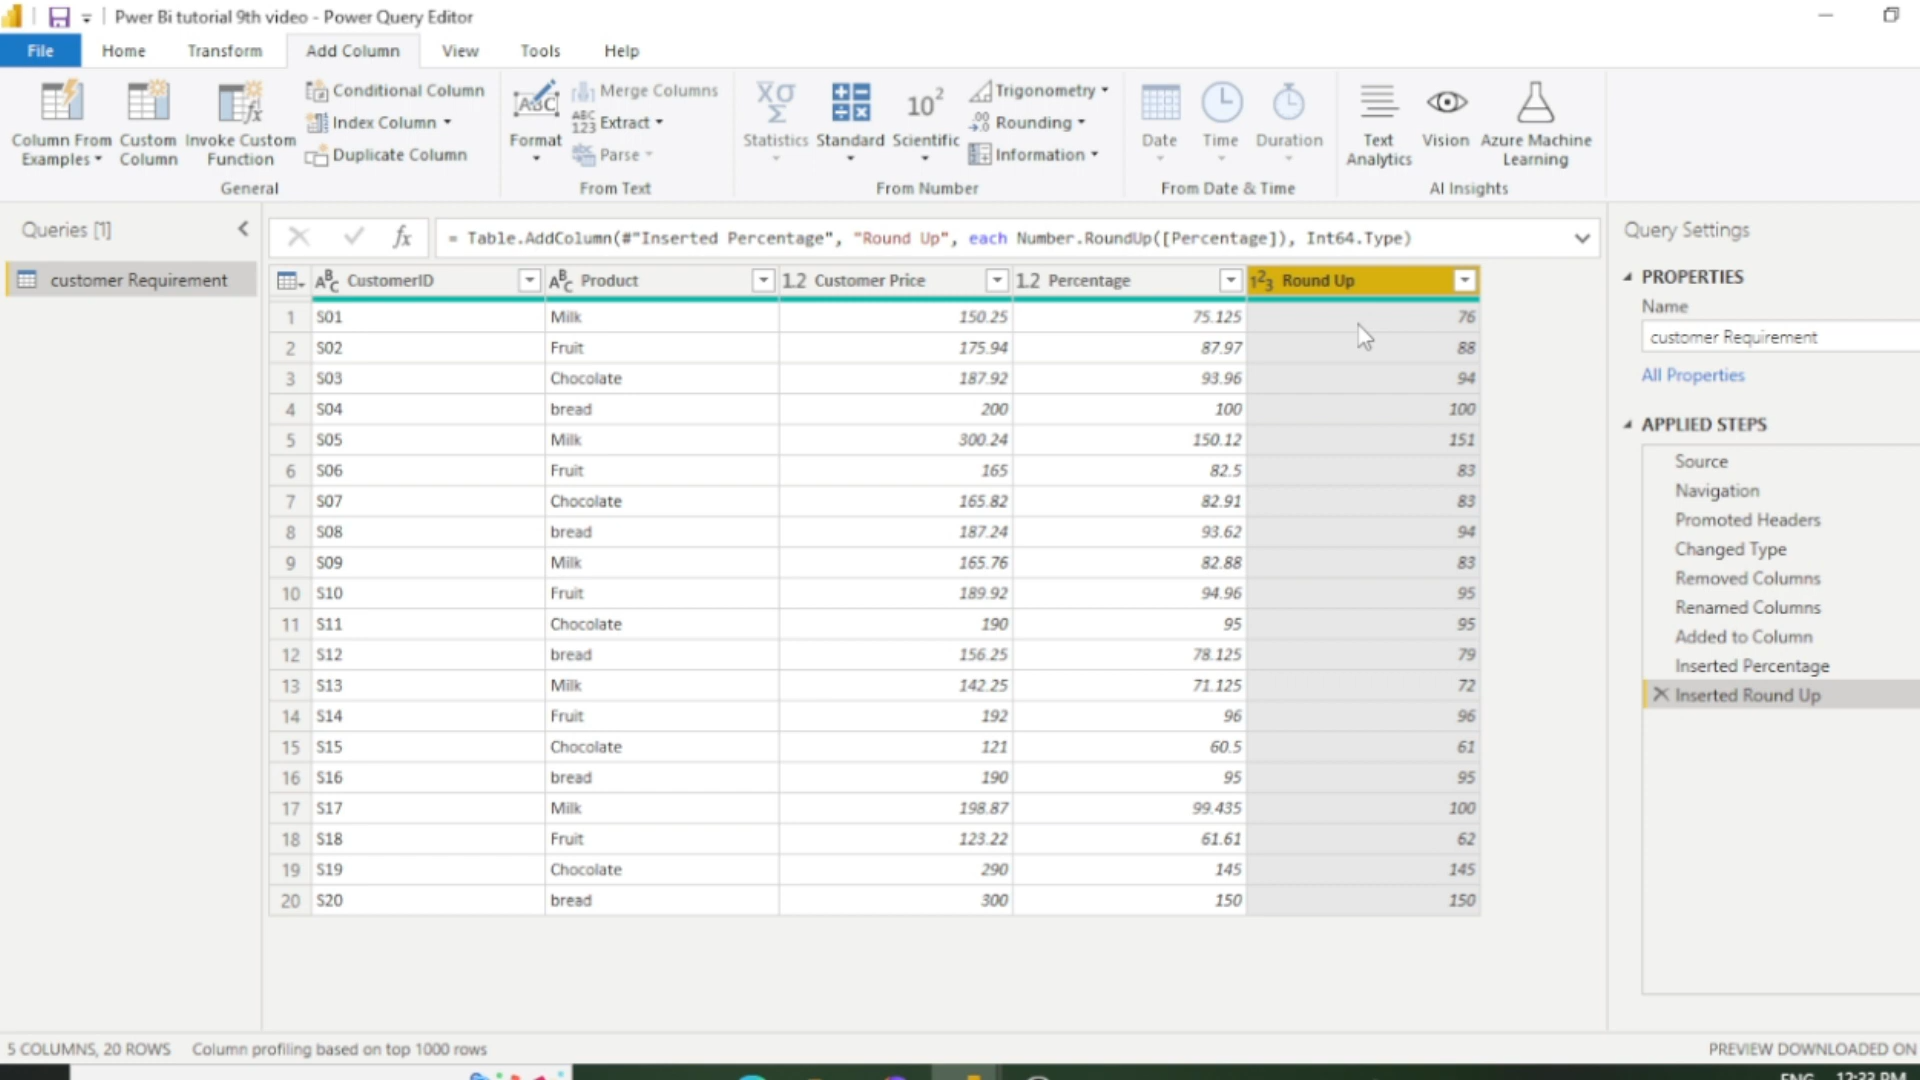 Pwer Bi tutorial 9th video - Power Query Editor
File Home Transform Add Column View Tools Help
Column From Examples
Custom Column
Invoke Custom Function
Conditional Column
Index Column
Duplicate Column
General
Format
Merge Columns
Extract
Parse
From Text
Statistics
Standard
Scientific
Trigonometry
Rounding
Information
From Number
Date
Time
Duration
From Date & Time
Text Analytics
Vision
Azure Machine Learning
AI Insights
Queries [1]
customer Requirement
= Table.AddColumn(#"Inserted Percentage", "Round Up", each Number.RoundUp([Percentage]), Int64.Type)
CustomerID Product 1.2 Customer Price 1.2 Percentage Round Up
1 S01 Milk 150.25 75.125 76
2 S02 Fruit 175.94 87.97 88
3 S03 Chocolate 187.92 93.96 94
4 S04 bread 200 100 100
5 S05 Milk 300.24 150.12 151
6 S06 Fruit 165 82.5 83
7 S07 Chocolate 165.82 82.91 83
8 S08 bread 187.24 93.62 94
9 S09 Milk 165.76 82.88 83
10 S10 Fruit 189.92 94.96 95
11 S11 Chocolate 190 95 95
12 S12 bread 156.25 78.125 79
13 S13 Milk 142.25 71.125 72
14 S14 Fruit 192 96 96
15 S15 Chocolate 121 60.5 61
16 S16 bread 190 95 95
17 S17 Milk 198.87 99.435 100
18 S18 Fruit 123.22 61.61 62
19 S19 Chocolate 290 145 145
20 S20 bread 300 150 150
Query Settings
PROPERTIES
Name
customer Requirement
All Properties
APPLIED STEPS
Source
Navigation
Promoted Headers
Changed Type
Removed Columns
Renamed Columns
Added to Column
Inserted Percentage
Inserted Round Up
5 COLUMNS, 20 ROWS Column profiling based on top 1000 rows
PREVIEW DOWNLOADED ON
ENG 12:33 PM